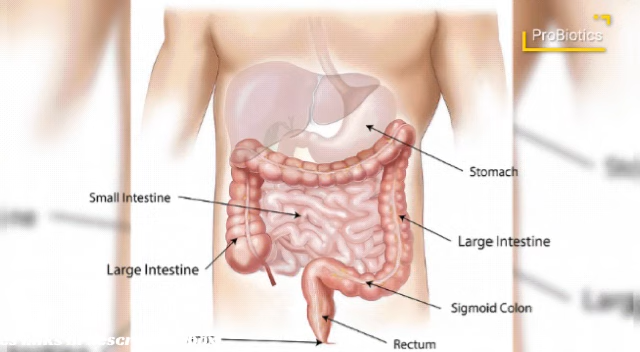 ProBiotics
Stomach
Small Intestine
Large Intestine
Large Intestine
Sigmoid Colon
Rectum